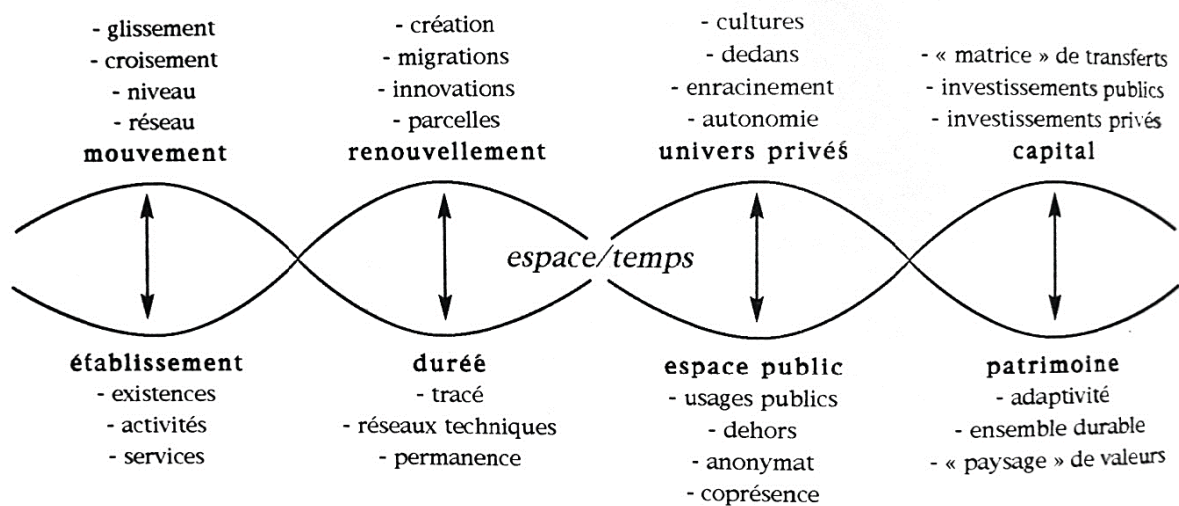 - glissement
- croisement
- niveau
- réseau
mouvement
- création
- migrations
- innovations
- parcelles
renouvellement
- cultures
- dedans
- enracinement
- autonomie
univers privés
- « matrice » de transferts
- investissements publics
- investissements privés
capital
espace/temps
établissement
- existences
- activités
- services
durée
- tracé
- réseaux techniques
- permanence
espace public
- usages publics
- dehors
- anonymat
- coprésence
patrimoine
- adaptivité
- ensemble durable
- « paysage » de valeurs